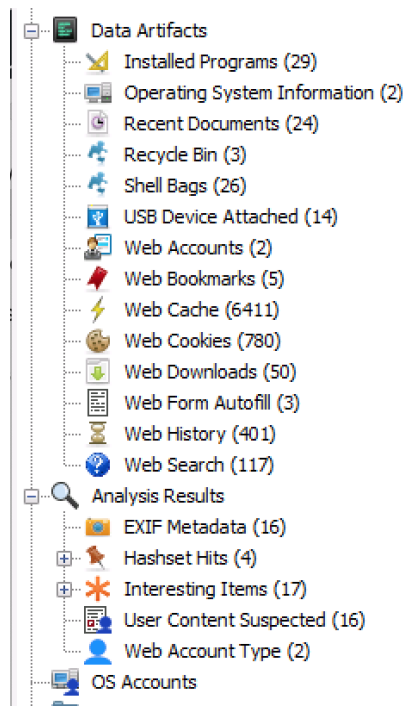 Data Artifacts
Installed Programs (29)
Operating System Information (2)
Recent Documents (24)
Recycle Bin (3)
Shell Bags (26)
USB Device Attached (14)
Web Accounts (2)
Web Bookmarks (5)
Web Cache (6411)
Web Cookies (780)
Web Downloads (50)
Web Form Autofill (3)
Web History (401)
Web Search (117)
Analysis Results
EXIF Metadata (16)
Hashset Hits (4)
Interesting Items (17)
User Content Suspected (16)
Web Account Type (2)
OS Accounts